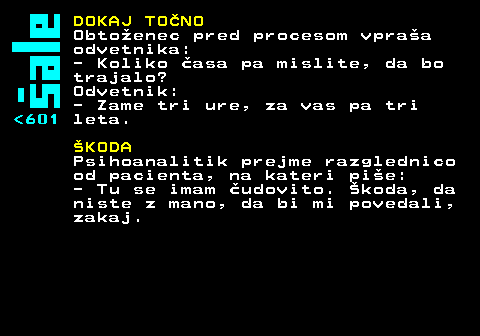 šale
<601
DOKAJ TOČNO
Obtoženec pred procesom vpraša
odvetnika:
- Koliko časa pa mislite, da bo
trajalo?
Odvetnik:
- Zame tri ure, za vas pa tri
leta.
ŠKODA
Psihoanalitik prejme razglednico
od pacienta, na kateri piše:
- Tu se imam čudovito. Škoda, da
niste z mano, da bi mi povedali,
zakaj.